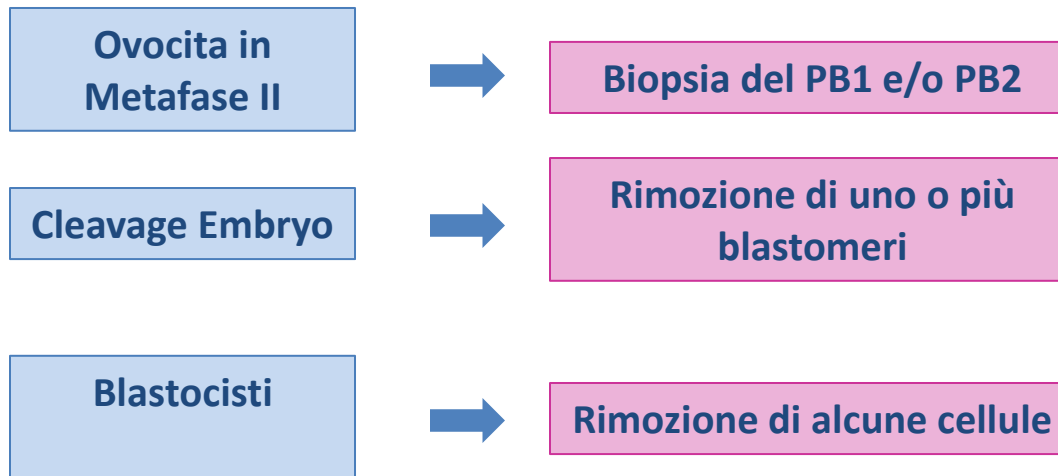 Ovocita in
Metafase II
Biopsia del PB1 e/o PB2
Cleavage Embryo
Rimozione di uno o più
blastomeri
Blastocisti
Rimozione di alcune cellule